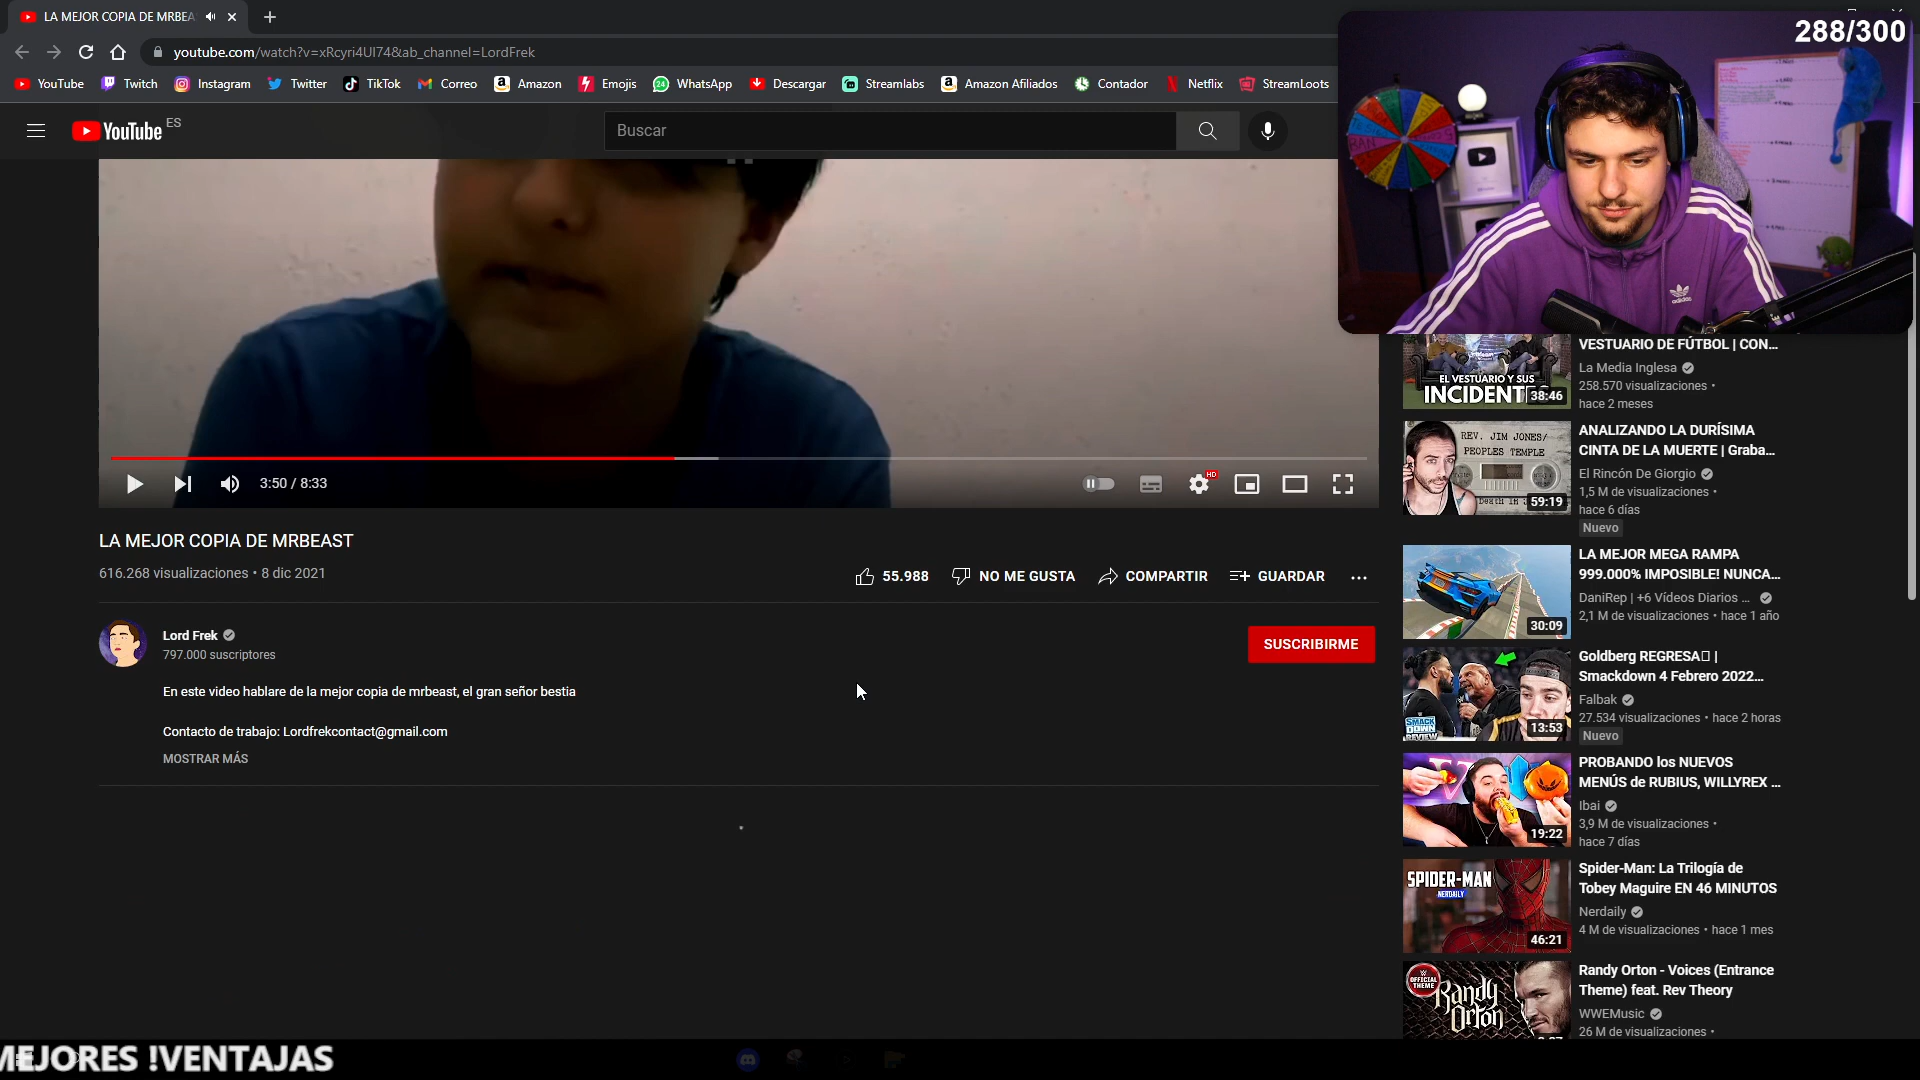 LA MEJOR COPIA DE MRBEA
288/300
youtube.com/watch?v=xRcyri4UI74&ab_channel=LordFrek
YouTube
Twitch
Instagram
Twitter
TikTok
Correo
Amazon
Emojis
WhatsApp
Descargar
Streamlabs
Amazon Afiliados
Contador
Netflix
StreamLoots
YouTube ES
Buscar
3:50 / 8:33
HD
LA MEJOR COPIA DE MRBEAST
616.268 visualizaciones • 8 dic 2021
55.988
NO ME GUSTA
COMPARTIR
GUARDAR
Lord Frek
797.000 suscriptores
SUSCRIBIRME
En este video hablare de la mejor copia de mrbeast, el gran señor bestia
Contacto de trabajo: Lordfrekcontact@gmail.com
MOSTRAR MÁS
adidas
EL VESTUARIO Y SUS
INCIDENT
38:46
VESTUARIO DE FÚTBOL | CON...
La Media Inglesa
258.570 visualizaciones •
hace 2 meses
REV. JIM JONES/
PEOPLES TEMPLE
59:19
ANALIZANDO LA DURÍSIMA
CINTA DE LA MUERTE | Graba...
El Rincón De Giorgio
1,5 M de visualizaciones •
hace 6 días
Nuevo
30:09
LA MEJOR MEGA RAMPA
999.000% IMPOSIBLE! NUNCA...
DaniRep | +6 Vídeos Diarios ...
2,1 M de visualizaciones • hace 1 año
SMACK
DOWN
REVIEW
13:53
Goldberg REGRESA |
Smackdown 4 Febrero 2022...
Falbak
27.534 visualizaciones • hace 2 horas
Nuevo
19:22
PROBANDO los NUEVOS
MENÚS de RUBIUS, WILLYREX ...
Ibai
3,9 M de visualizaciones •
hace 7 días
SPIDER-MAN
NERDAILY
46:21
Spider-Man: La Trilogía de
Tobey Maguire EN 46 MINUTOS
Nerdaily
4 M de visualizaciones • hace 1 mes
OFFICIAL
THEME
Randy
Orton
Randy Orton - Voices (Entrance
Theme) feat. Rev Theory
WWEMusic
26 M de visualizaciones •
MEJORES !VENTAJAS